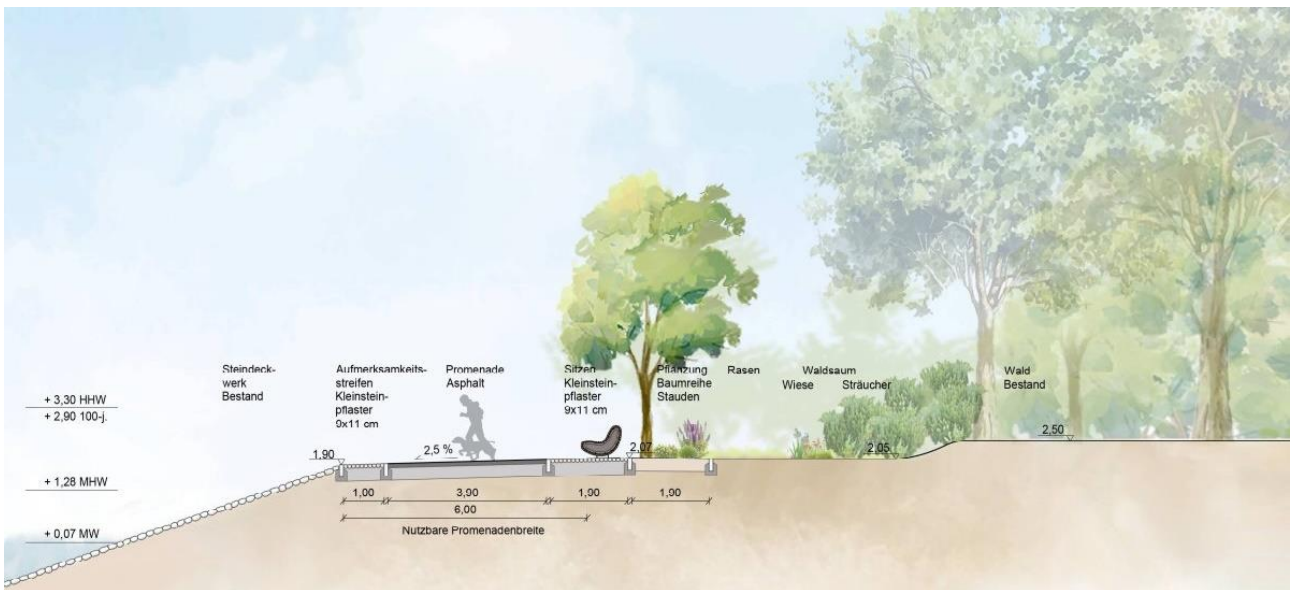 Steindeck-
werk
Bestand
Aufmerksamkeits-
streifen
Kleinstein-
pflaster
9x11 cm
Promenade
Asphalt
Sitzen
Kleinstein-
pflaster
9x11 cm
Pflanzung
Baumreihe
Stauden
Rasen
Waldsaum
Wiese Sträucher
Wald
Bestand
+ 3,30 HHW
+ 2,90 100-j.
+ 1,28 MHW
+ 0,07 MW
1,90
2,5 %
2,07
2,05
2,50
1,00
3,90
1,90
1,90
6,00
Nutzbare Promenadenbreite